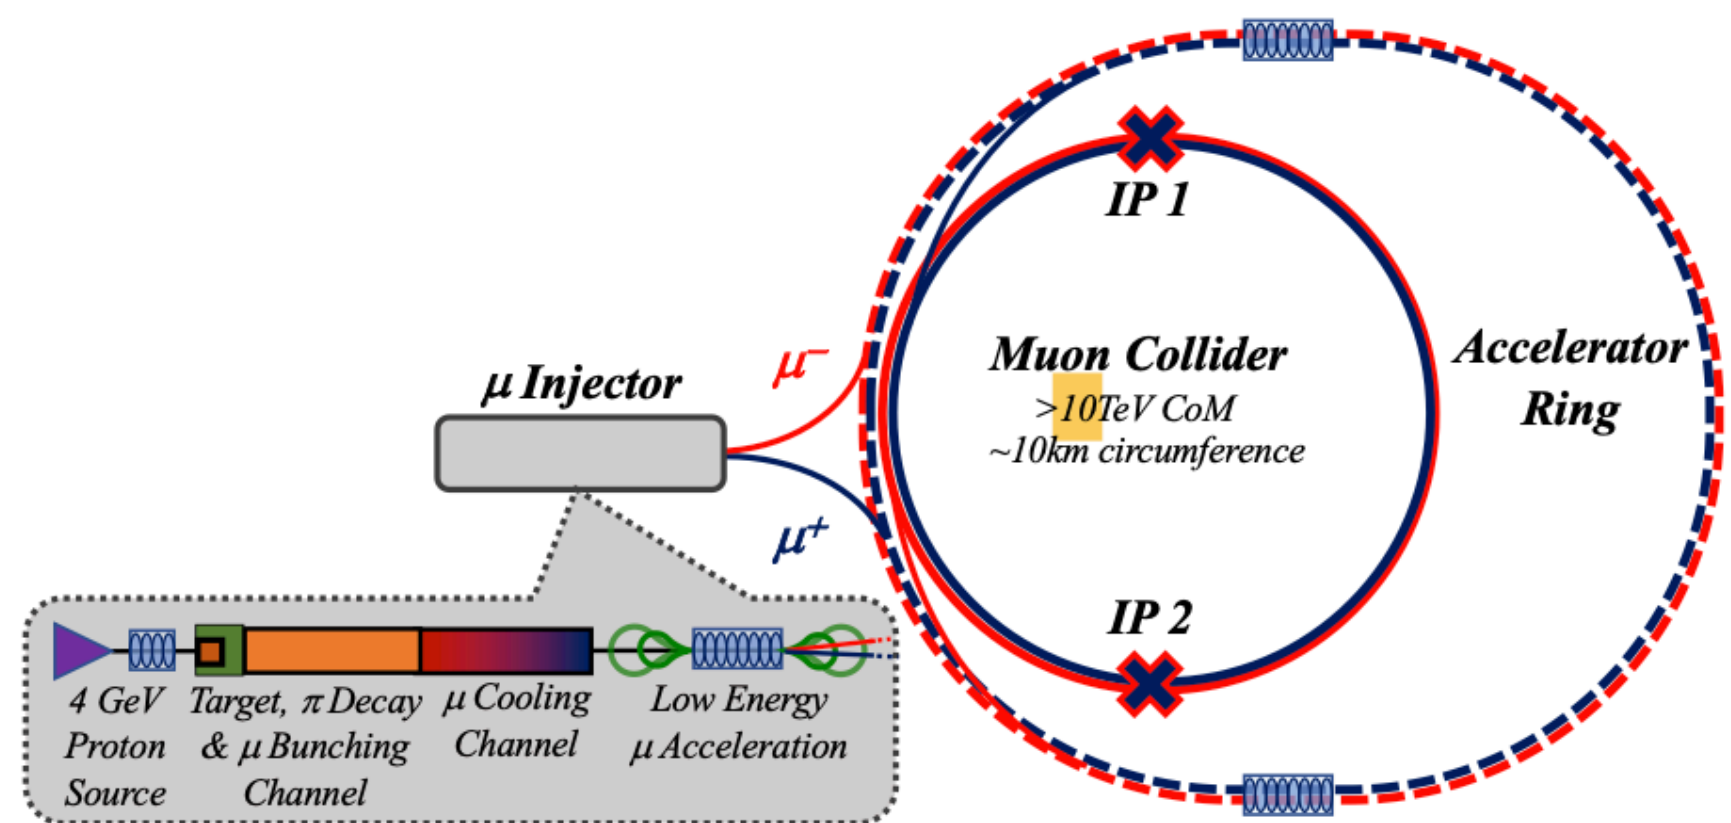 IP 1
Muon Collider
>10TeV CoM
~10km circumference
IP 2
Accelerator
Ring
μ Injector
μ⁻
μ⁺
4 GeV
Proton
Source
Target, π Decay
& μ Bunching
Channel
μ Cooling
Channel
Low Energy
μ Acceleration